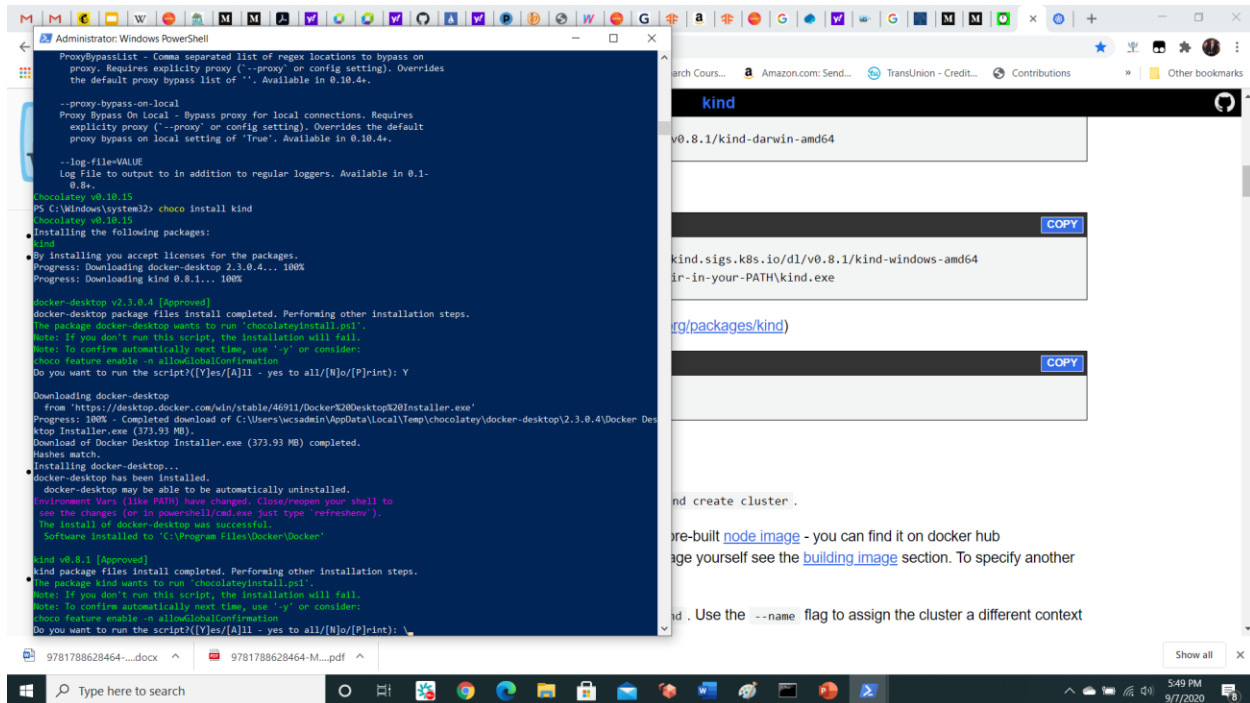 Administrator: Windows PowerShell
ProxyBypassList - Comma separated list of regex locations to bypass on
proxy. Requires explicity proxy (`--proxy` or config setting). Overrides
the default proxy bypass list of ''. Available in 0.10.4+.
--proxy-bypass-on-local
Proxy Bypass On Local - Bypass proxy for local connections. Requires
explicity proxy (`--proxy` or config setting). Overrides the default
proxy bypass on local setting of 'True'. Available in 0.10.4+.
--log-file=VALUE
Log File to output to in addition to regular loggers. Available in 0.1-
0.8+.
Chocolatey v0.10.15
PS C:\Windows\system32> choco install kind
Chocolatey v0.10.15
Installing the following packages:
kind
By installing you accept licenses for the packages.
Progress: Downloading docker-desktop 2.3.0.4... 100%
Progress: Downloading kind 0.8.1... 100%
docker-desktop v2.3.0.4 [Approved]
docker-desktop package files install completed. Performing other installation steps.
The package docker-desktop wants to run 'chocolateyinstall.ps1'.
Note: If you don't run this script, the installation will fail.
Note: To confirm automatically next time, use '-y' or consider:
choco feature enable -n allowGlobalConfirmation
Do you want to run the script?([Y]es/[A]ll - yes to all/[N]o/[P]rint): Y
Downloading docker-desktop
from 'https://desktop.docker.com/win/stable/46911/Docker%20Desktop%20Installer.exe'
Progress: 100% - Completed download of C:\Users\wcsadmin\AppData\Local\Temp\chocolatey\docker-desktop\2.3.0.4\Docker Des
ktop Installer.exe (373.93 MB).
Download of Docker Desktop Installer.exe (373.93 MB) completed.
Hashes match.
Installing docker-desktop...
docker-desktop has been installed.
docker-desktop may be able to be automatically uninstalled.
Environment Vars (like PATH) have changed. Close/reopen your shell to
see the changes (or in powershell/cmd.exe just type `refreshenv`).
The install of docker-desktop was successful.
Software installed to 'C:\Program Files\Docker\Docker'
kind v0.8.1 [Approved]
kind package files install completed. Performing other installation steps.
The package kind wants to run 'chocolateyinstall.ps1'.
Note: If you don't run this script, the installation will fail.
Note: To confirm automatically next time, use '-y' or consider:
choco feature enable -n allowGlobalConfirmation
Do you want to run the script?([Y]es/[A]ll - yes to all/[N]o/[P]rint): \
arch Cours... Amazon.com: Send... TransUnion - Credit... Contributions » Other bookmarks
kind
v0.8.1/kind-darwin-amd64
COPY
kind.sigs.k8s.io/dl/v0.8.1/kind-windows-amd64
ir-in-your-PATH\kind.exe
org/packages/kind)
COPY
nd create cluster .
pre-built node image - you can find it on docker hub
age yourself see the building image section. To specify another
nd . Use the --name flag to assign the cluster a different context
9781788628464-....docx 9781788628464-M....pdf Show all
Type here to search
5:49 PM
9/7/2020
8